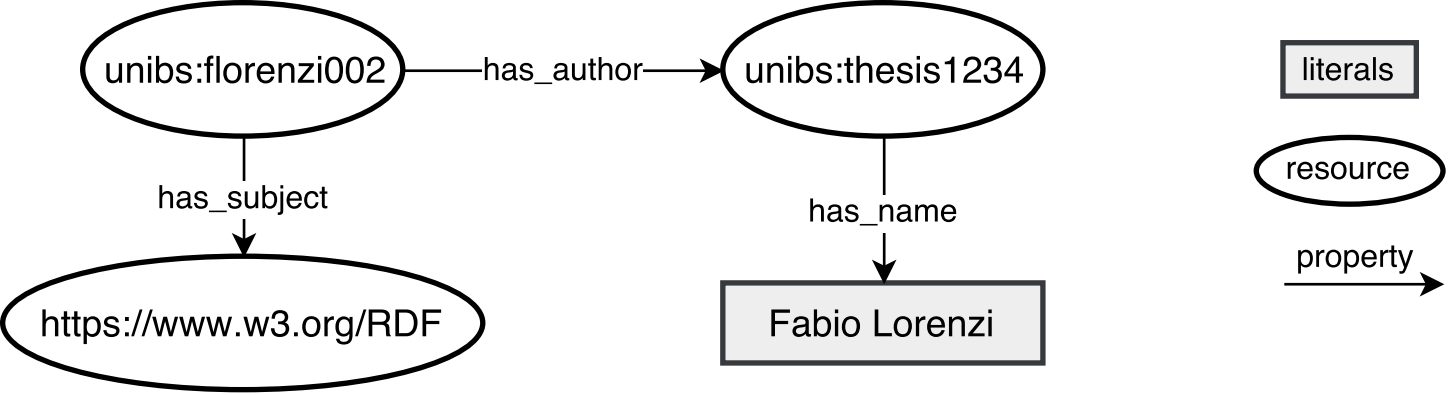 unibs:florenzi002
has_author
unibs:thesis1234
has_subject
has_name
https://www.w3.org/RDF
Fabio Lorenzi
literals
resource
property